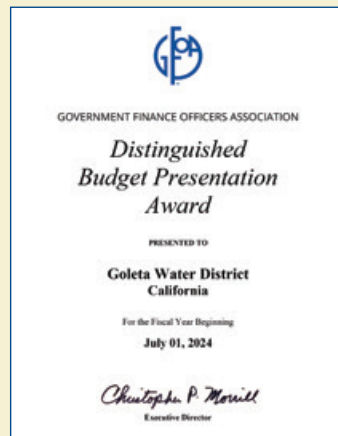 GFOA
GOVERNMENT FINANCE OFFICERS ASSOCIATION
Distinguished
Budget Presentation
Award
PRESENTED TO
Goleta Water District
California
For the Fiscal Year Beginning
July 01, 2024
Christopher P. Morrill
Executive Director